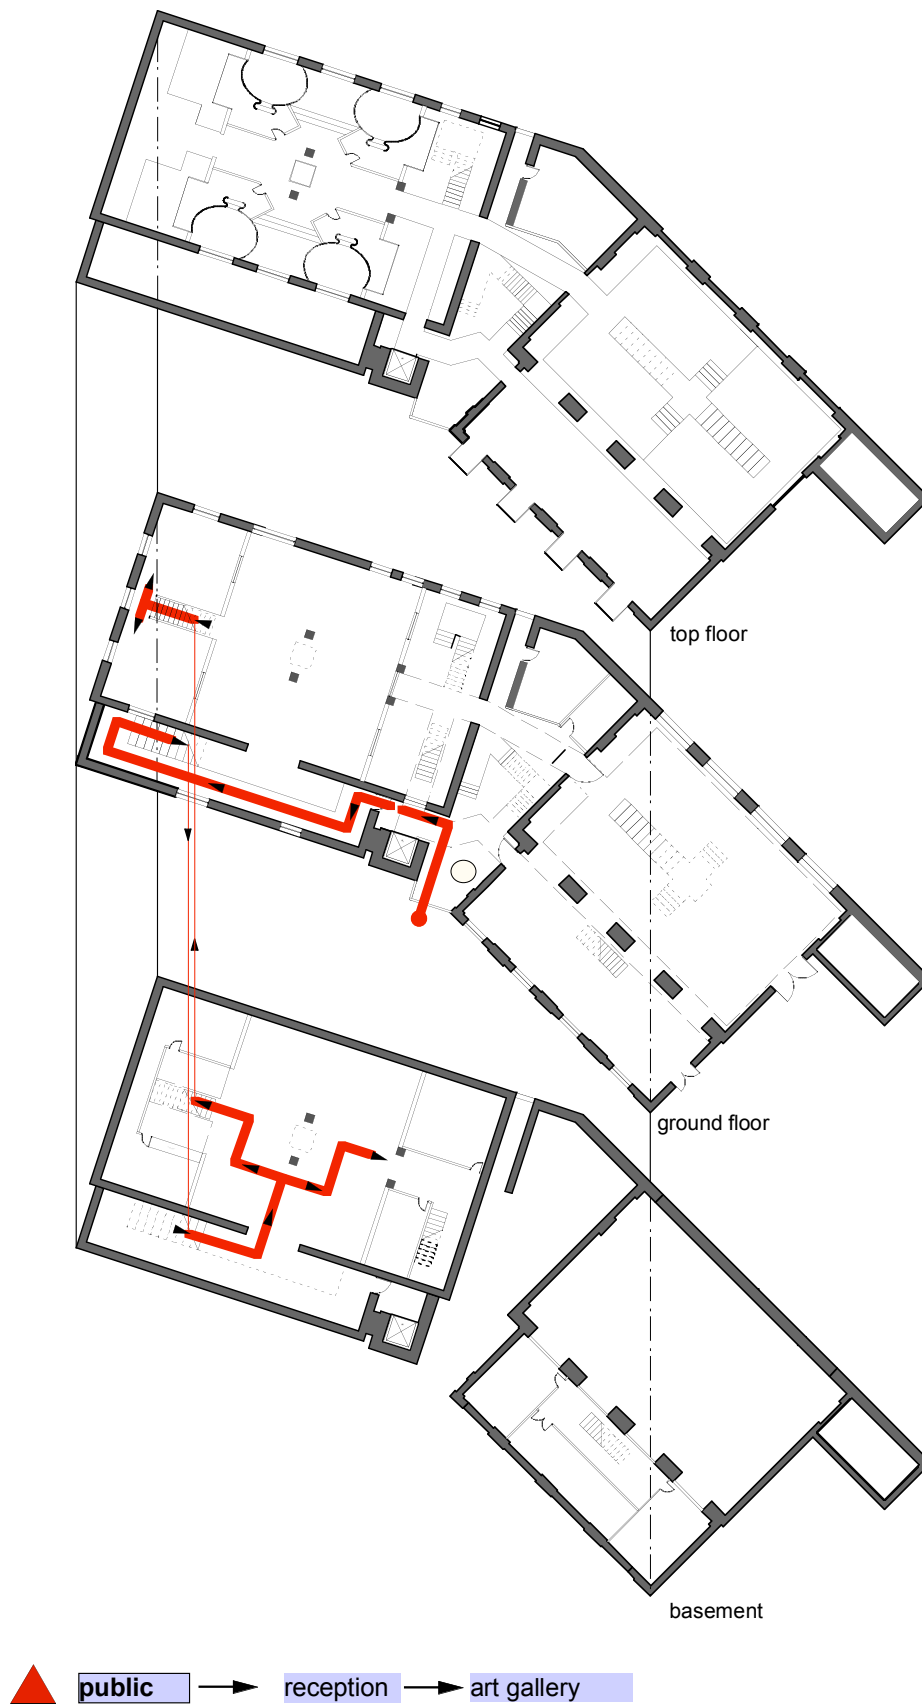 top floor
ground floor
basement
public reception art gallery